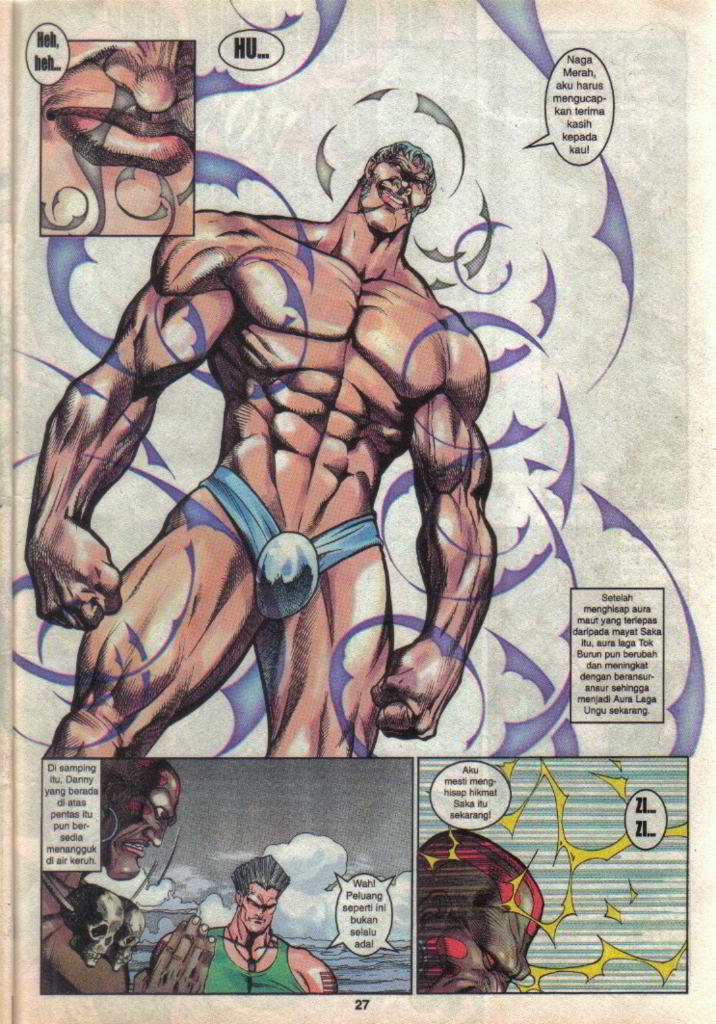 Heh,
heh...
HU...
Naga
Merah,
aku harus
mengucap-
kan terima
kasih
kepada
kau!
Setelah
menghisap aura
maut yang terlepas
daripada mayat Saka
itu, aura laga Tok
Burun pun berubah
dan meningkat
dengan beransur-
ansur sehingga
menjadi Aura Laga
Ungu sekarang.
Di samping
itu, Danny
yang berada
di atas
pentas itu
pun ber-
sedia
menangguk
di air keruh.
Wah!
Peluang
seperti ini
bukan
selalu
ada!
Aku
mesti meng-
hisap hikmat
Saka itu
sekarang!
ZI...
ZI...
27